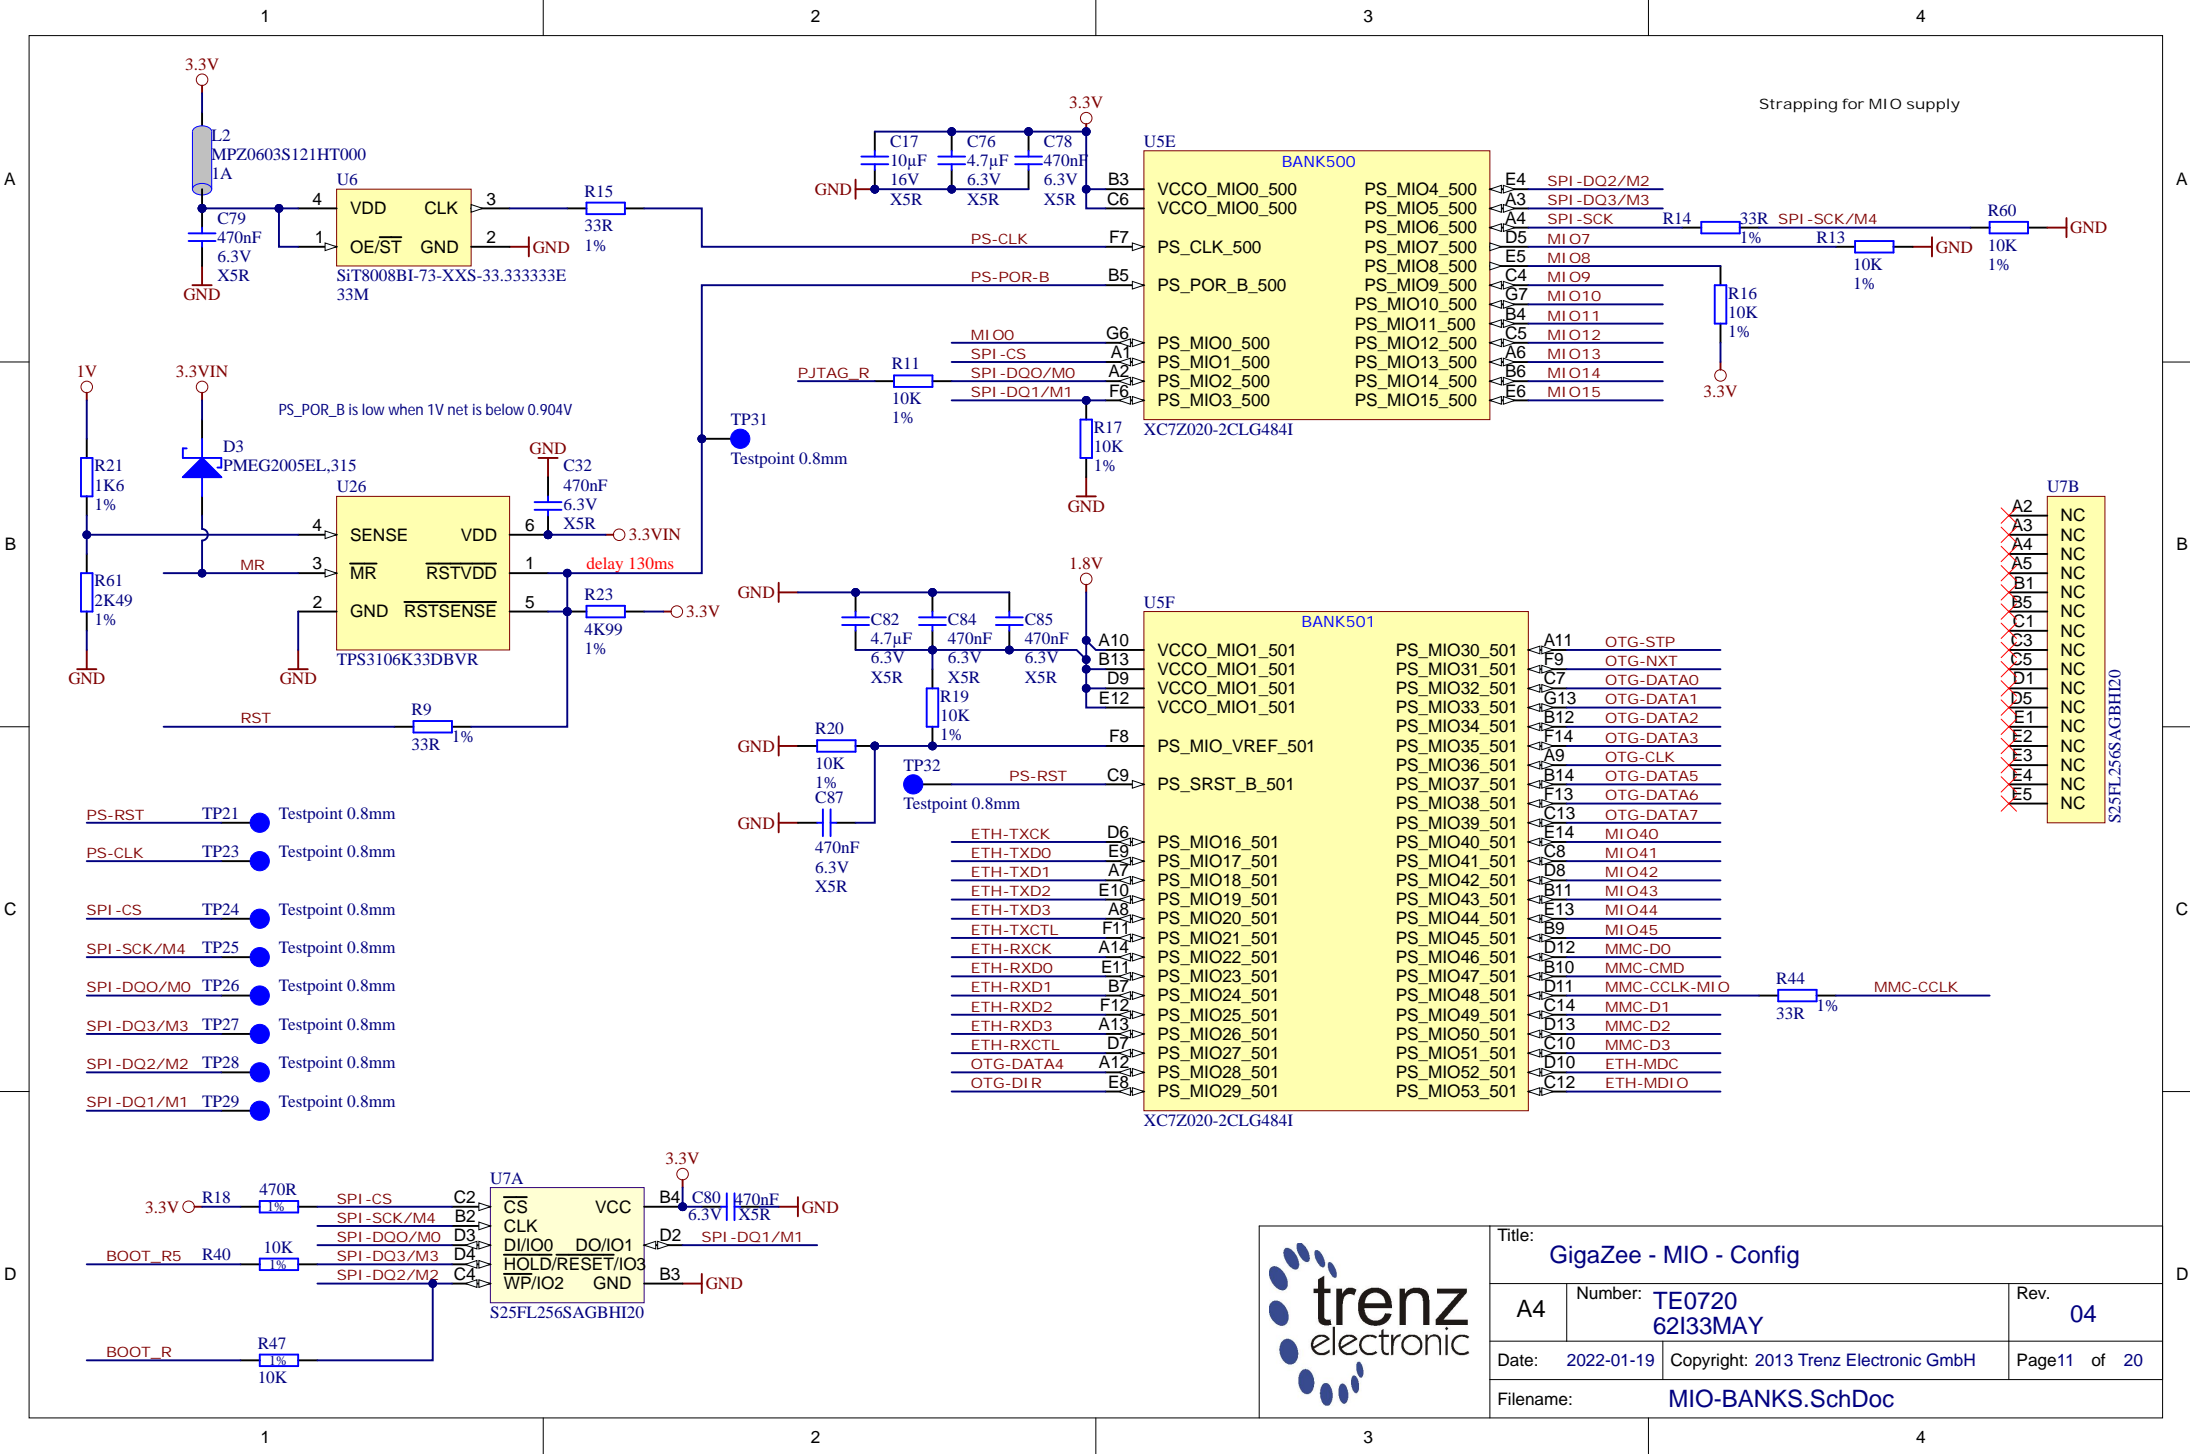 1 2 3 4
A
B
C
D
A
B
C
D
3.3V
L2
MPZ0603S121HT000
1A
C79
470nF
6.3V
X5R
GND
U6
4 VDD CLK 3
1 OE/ST GND 2 GND
SiT8008BI-73-XXS-33.333333E
33M
R15
33R
1%
3.3V
C17
10µF
16V
X5R
C76
4.7µF
6.3V
X5R
C78
470nF
6.3V
X5R
GND
U5E
BANK500
B3 VCCO_MIO0_500
C6 VCCO_MIO0_500
PS-CLK F7 PS_CLK_500
PS-POR-B B5 PS_POR_B_500
MIO0 G6 PS_MIO0_500
SPI-CS A1 PS_MIO1_500
SPI-DQ0/M0 A2 PS_MIO2_500
SPI-DQ1/M1 F6 PS_MIO3_500
PS_MIO4_500 E4 SPI-DQ2/M2
PS_MIO5_500 A3 SPI-DQ3/M3
PS_MIO6_500 A4 SPI-SCK
PS_MIO7_500 D5 MIO7
PS_MIO8_500 E5 MIO8
PS_MIO9_500 C4 MIO9
PS_MIO10_500 G7 MIO10
PS_MIO11_500 B4 MIO11
PS_MIO12_500 C5 MIO12
PS_MIO13_500 A6 MIO13
PS_MIO14_500 B6 MIO14
PS_MIO15_500 E6 MIO15
XC7Z020-2CLG484I
Strapping for MIO supply
R14 33R 1% SPI-SCK/M4
R60
10K
1%
GND
R13
10K
1%
GND
R16
10K
1%
3.3V
PJTAG_R
R11
10K
1%
R17
10K
1%
GND
1V
3.3VIN
PS_POR_B is low when 1V net is below 0.904V
R21
1K6
1%
D3
PMEG2005EL,315
R61
2K49
1%
GND
GND
MR
U26
4 SENSE VDD 6
3 MR RSTVDD 1
2 GND RSTSENSE 5
TPS3106K33DBVR
GND
C32
470nF
6.3V
X5R
3.3VIN
delay 130ms
R23
4K99
1%
3.3V
RST
R9
33R 1%
TP31
Testpoint 0.8mm
1.8V
GND
C82
4.7µF
6.3V
X5R
C84
470nF
6.3V
X5R
C85
470nF
6.3V
X5R
R19
10K
1%
GND
R20
10K
1%
GND
C87
470nF
6.3V
X5R
TP32
Testpoint 0.8mm
U5F
BANK501
A10 VCCO_MIO1_501
B13 VCCO_MIO1_501
D9 VCCO_MIO1_501
E12 VCCO_MIO1_501
F8 PS_MIO_VREF_501
PS-RST C9 PS_SRST_B_501
ETH-TXCK D6 PS_MIO16_501
ETH-TXD0 E9 PS_MIO17_501
ETH-TXD1 A7 PS_MIO18_501
ETH-TXD2 E10 PS_MIO19_501
ETH-TXD3 A8 PS_MIO20_501
ETH-TXCTL F11 PS_MIO21_501
ETH-RXCK A14 PS_MIO22_501
ETH-RXD0 E11 PS_MIO23_501
ETH-RXD1 B7 PS_MIO24_501
ETH-RXD2 F12 PS_MIO25_501
ETH-RXD3 A13 PS_MIO26_501
ETH-RXCTL D7 PS_MIO27_501
OTG-DATA4 A12 PS_MIO28_501
OTG-DIR E8 PS_MIO29_501
PS_MIO30_501 A11 OTG-STP
PS_MIO31_501 F9 OTG-NXT
PS_MIO32_501 C7 OTG-DATA0
PS_MIO33_501 G13 OTG-DATA1
PS_MIO34_501 B12 OTG-DATA2
PS_MIO35_501 F14 OTG-DATA3
PS_MIO36_501 A9 OTG-CLK
PS_MIO37_501 B14 OTG-DATA5
PS_MIO38_501 F13 OTG-DATA6
PS_MIO39_501 C13 OTG-DATA7
PS_MIO40_501 E14 MIO40
PS_MIO41_501 C8 MIO41
PS_MIO42_501 D8 MIO42
PS_MIO43_501 B11 MIO43
PS_MIO44_501 E13 MIO44
PS_MIO45_501 B9 MIO45
PS_MIO46_501 D12 MMC-D0
PS_MIO47_501 B10 MMC-CMD
PS_MIO48_501 D11 MMC-CCLK-MIO
PS_MIO49_501 C14 MMC-D1
PS_MIO50_501 D13 MMC-D2
PS_MIO51_501 C10 MMC-D3
PS_MIO52_501 D10 ETH-MDC
PS_MIO53_501 C12 ETH-MDIO
XC7Z020-2CLG484I
R44
33R 1%
MMC-CCLK
U7B
A2 NC
A3 NC
A4 NC
A5 NC
B1 NC
B5 NC
C1 NC
C3 NC
C5 NC
D1 NC
D5 NC
E1 NC
E2 NC
E3 NC
E4 NC
E5 NC
S25FL256SAGBHI20
PS-RST TP21 Testpoint 0.8mm
PS-CLK TP23 Testpoint 0.8mm
SPI-CS TP24 Testpoint 0.8mm
SPI-SCK/M4 TP25 Testpoint 0.8mm
SPI-DQ0/M0 TP26 Testpoint 0.8mm
SPI-DQ3/M3 TP27 Testpoint 0.8mm
SPI-DQ2/M2 TP28 Testpoint 0.8mm
SPI-DQ1/M1 TP29 Testpoint 0.8mm
3.3V R18 470R 1%
BOOT_R5 R40 10K 1%
BOOT_R R47 1% 10K
U7A
SPI-CS C2 CS
SPI-SCK/M4 B2 CLK
SPI-DQ0/M0 D3 DI/IO0
SPI-DQ3/M3 D4 HOLD/RESET/IO3
SPI-DQ2/M2 C4 WP/IO2
VCC B4
DO/IO1 D2 SPI-DQ1/M1
GND B3 GND
S25FL256SAGBHI20
3.3V
C80 470nF
6.3V X5R
GND
trenz
electronic
Title:
GigaZee - MIO - Config
A4
Number: TE0720
62I33MAY
Rev.
04
Date: 2022-01-19
Copyright: 2013 Trenz Electronic GmbH
Page11 of 20
Filename: MIO-BANKS.SchDoc
1 2 3 4